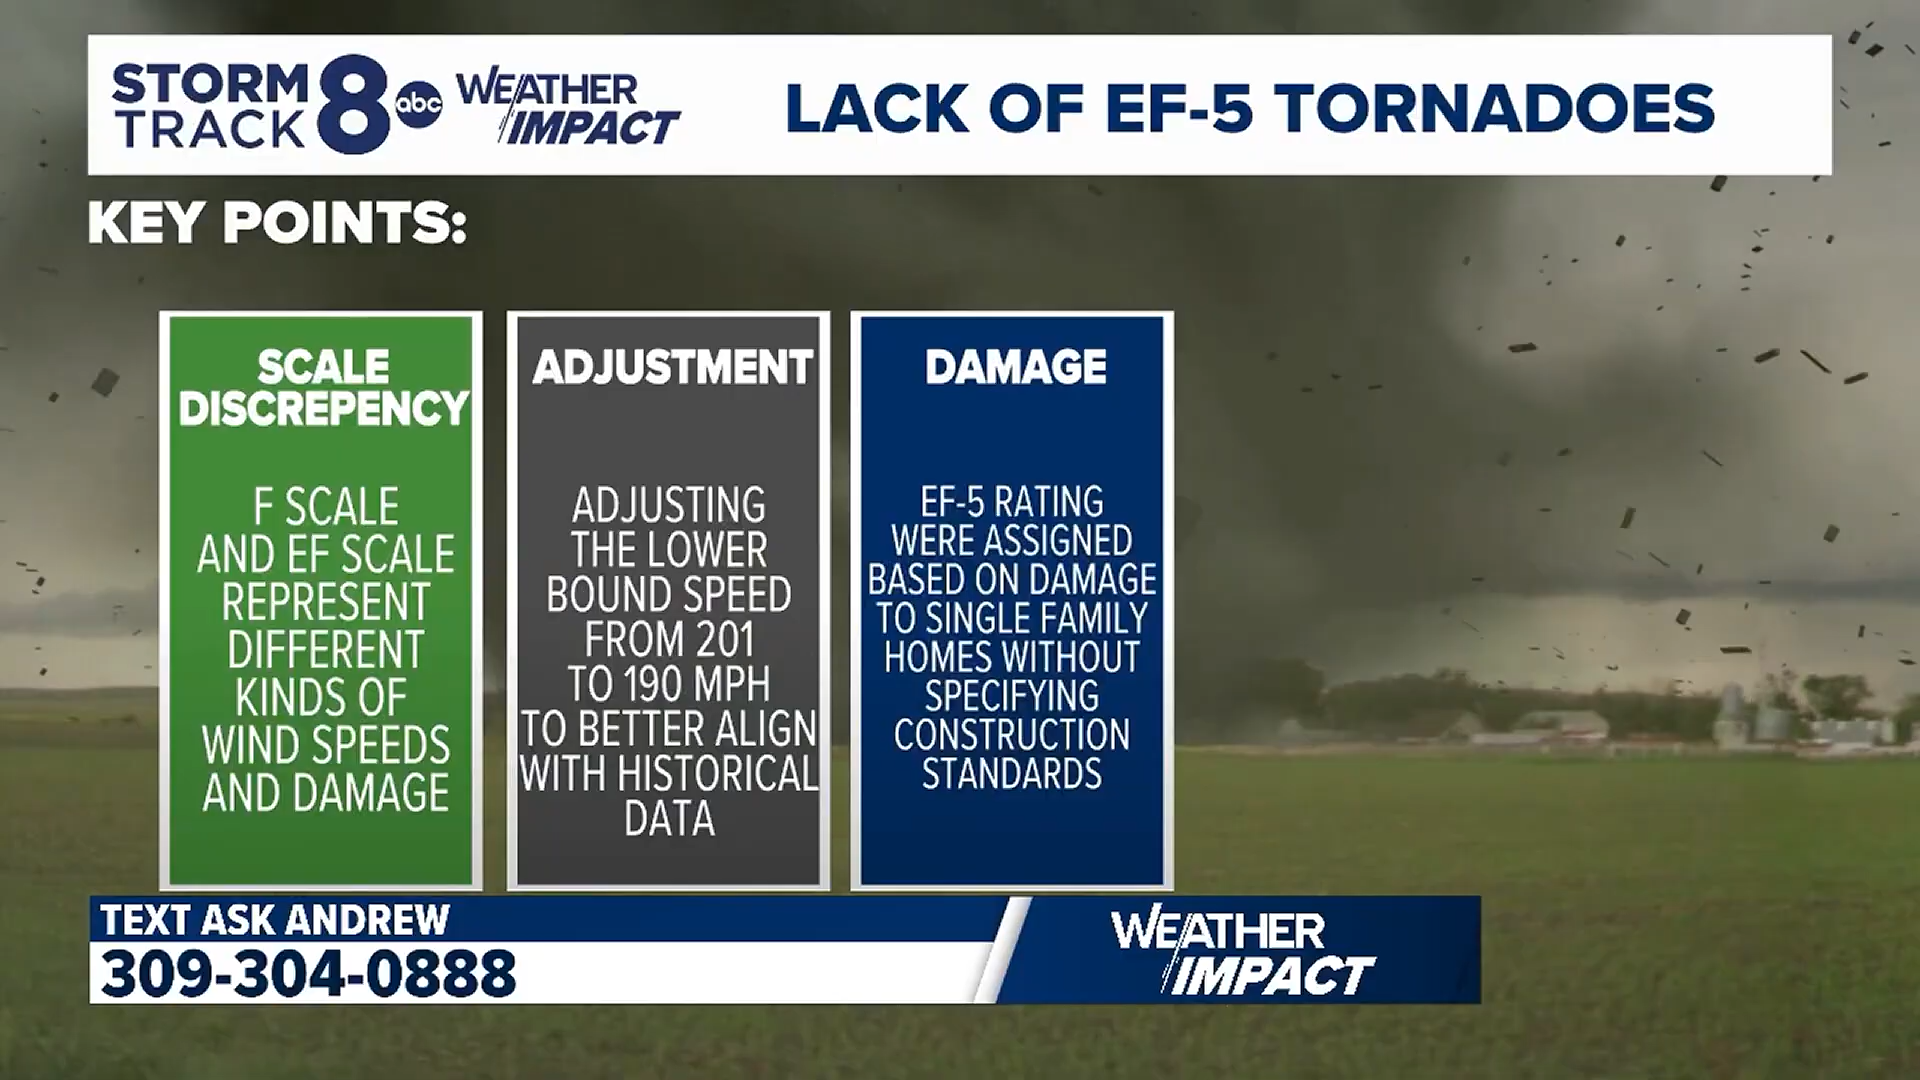 STORM TRACK 8 abc WEATHER IMPACT
LACK OF EF-5 TORNADOES
KEY POINTS:
SCALE
DISCREPENCY
F SCALE
AND EF SCALE
REPRESENT
DIFFERENT
KINDS OF
WIND SPEEDS
AND DAMAGE
ADJUSTMENT
ADJUSTING
THE LOWER
BOUND SPEED
FROM 201
TO 190 MPH
TO BETTER ALIGN
WITH HISTORICAL
DATA
DAMAGE
EF-5 RATING
WERE ASSIGNED
BASED ON DAMAGE
TO SINGLE FAMILY
HOMES WITHOUT
SPECIFYING
CONSTRUCTION
STANDARDS
TEXT ASK ANDREW
309-304-0888
WEATHER
IMPACT